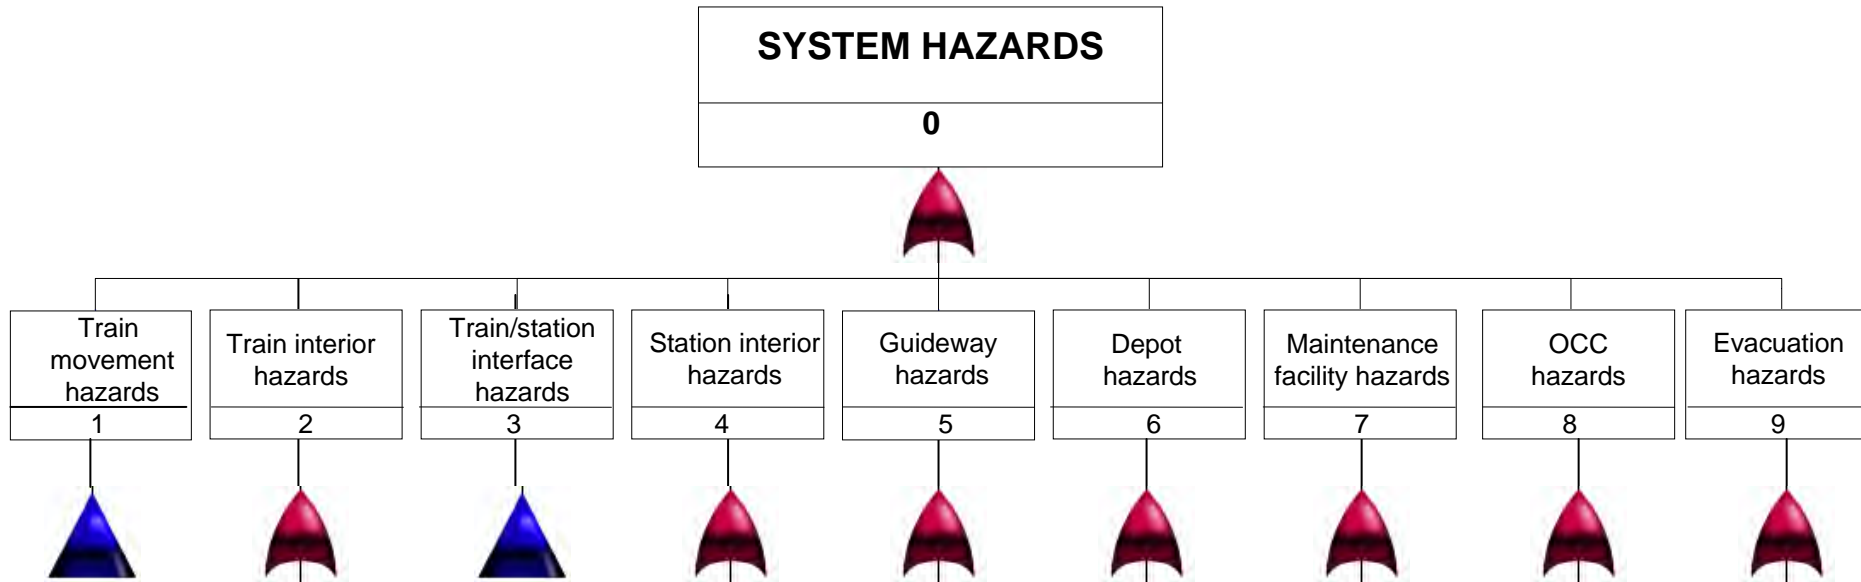 SYSTEM HAZARDS
0
Train
movement
hazards
1
Train interior
hazards
2
Train/station
interface
hazards
3
Station interior
hazards
4
Guideway
hazards
5
Depot
hazards
6
Maintenance
facility hazards
7
OCC
hazards
8
Evacuation
hazards
9